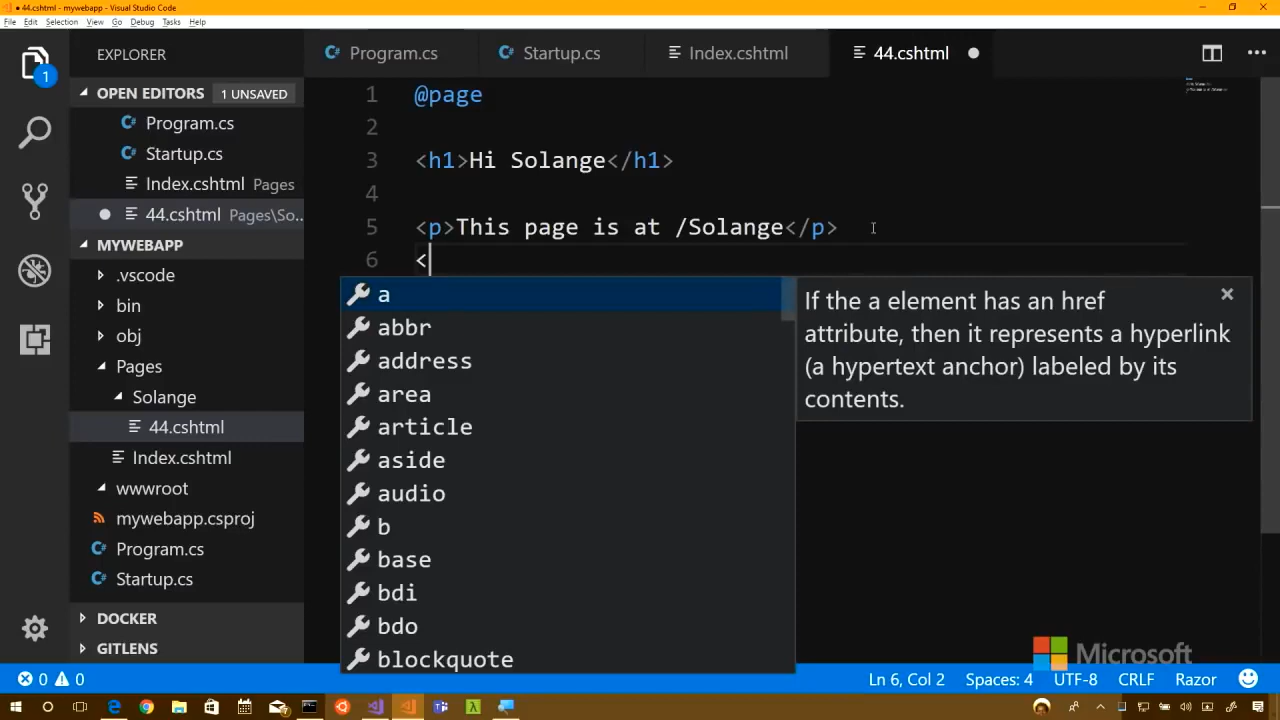 44.cshtml - mywebapp - Visual Studio Code
File Edit Selection View Go Debug Tasks Help
EXPLORER
Program.cs
Startup.cs
Index.cshtml
44.cshtml
1
OPEN EDITORS 1 UNSAVED
Program.cs
Startup.cs
Index.cshtml Pages
44.cshtml Pages\So...
MYWEBAPP
.vscode
bin
obj
Pages
Solange
44.cshtml
Index.cshtml
wwwroot
mywebapp.csproj
Program.cs
Startup.cs
DOCKER
GITLENS
1 @page
2
3 <h1>Hi Solange</h1>
4
5 <p>This page is at /Solange</p>
6 <
a
abbr
address
area
article
aside
audio
b
base
bdi
bdo
blockquote
If the a element has an href
attribute, then it represents a hyperlink
(a hypertext anchor) labeled by its
contents.
Microsoft
0 0 Ln 6, Col 2 Spaces: 4 UTF-8 CRLF Razor